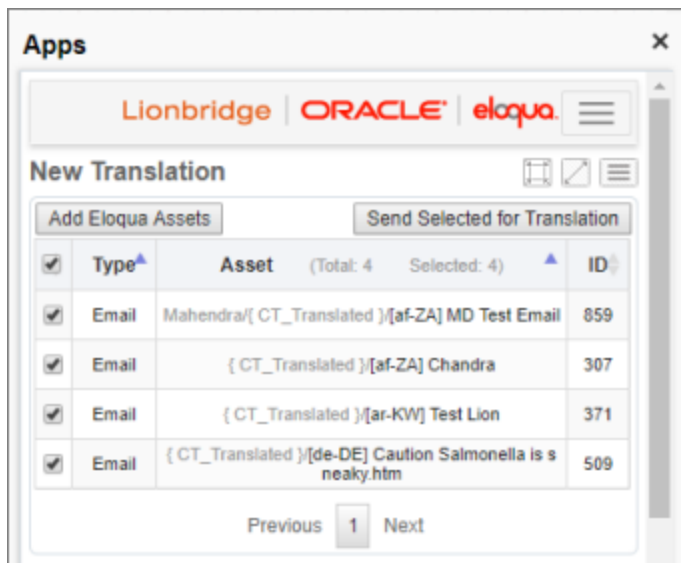 Apps
Lionbridge | ORACLE | eloqua.
New Translation
Add Eloqua Assets Send Selected for Translation
Type Asset (Total: 4 Selected: 4) ID
Email Mahendra/{ CT_Translated }/[af-ZA] MD Test Email 859
Email { CT_Translated }/[af-ZA] Chandra 307
Email { CT_Translated }/[ar-KW] Test Lion 371
Email { CT_Translated }/[de-DE] Caution Salmonella is s 509
neaky.htm
Previous 1 Next